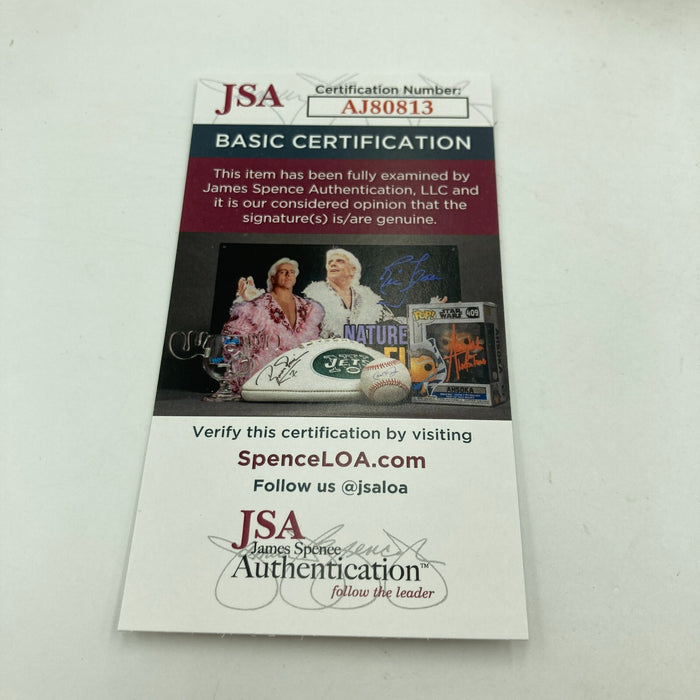 JSA
Certification Number:
AJ80813
BASIC CERTIFICATION
This item has been fully examined by
James Spence Authentication, LLC and
it is our considered opinion that the
signature(s) is/are genuine.
NATURE
JETS
POP!
STAR WARS
409
AHSOKA
Verify this certification by visiting
SpenceLOA.com
Follow us @jsaloa
JSA
James Spence
Authentication™
follow the leader